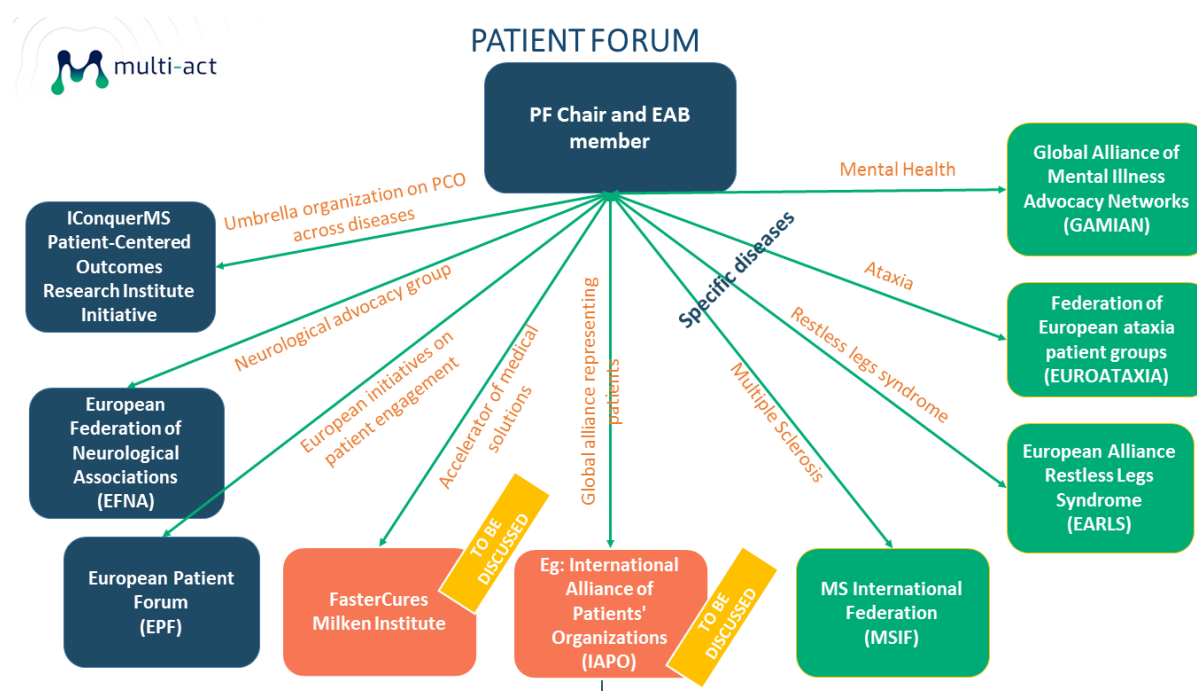 multi-act
PATIENT FORUM
PF Chair and EAB
member
Mental Health
Global Alliance of
Mental Illness
Advocacy Networks
(GAMIAN)
Umbrella organization on PCO
across diseases
IConquerMS
Patient-Centered
Outcomes
Research Institute
Initiative
Specific diseases
Ataxia
Federation of
European ataxia
patient groups
(EUROATAXIA)
Neurological advocacy group
European
Federation of
Neurological
Associations
(EFNA)
European initiatives on
patient engagement
Accelerator of medical
solutions
Global alliance representing
patients
Multiple Sclerosis
Restless legs syndrome
European Alliance
Restless Legs
Syndrome
(EARLS)
European Patient
Forum
(EPF)
FasterCures
Milken Institute
TO BE
DISCUSSED
Eg: International
Alliance of
Patients'
Organizations
(IAPO)
TO BE
DISCUSSED
MS International
Federation
(MSIF)